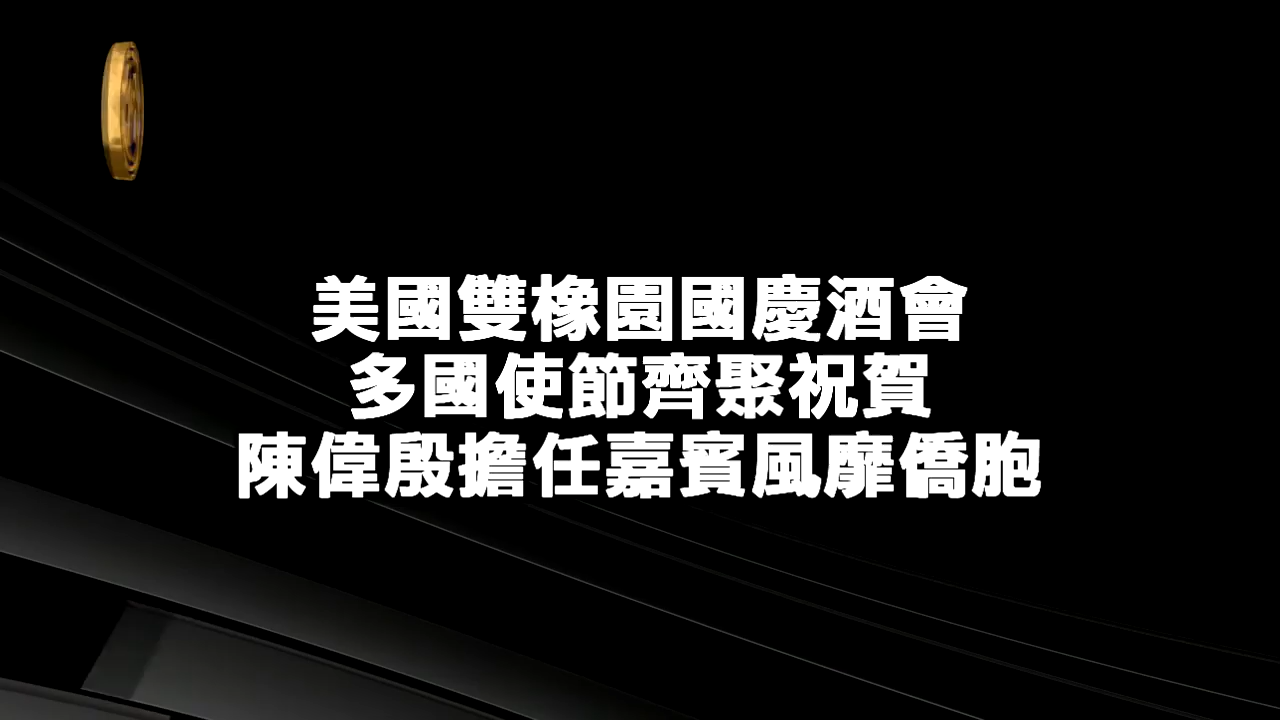 美國雙橡園國慶酒會
多國使節齊聚祝賀
陳偉殷擔任嘉賓風靡僑胞